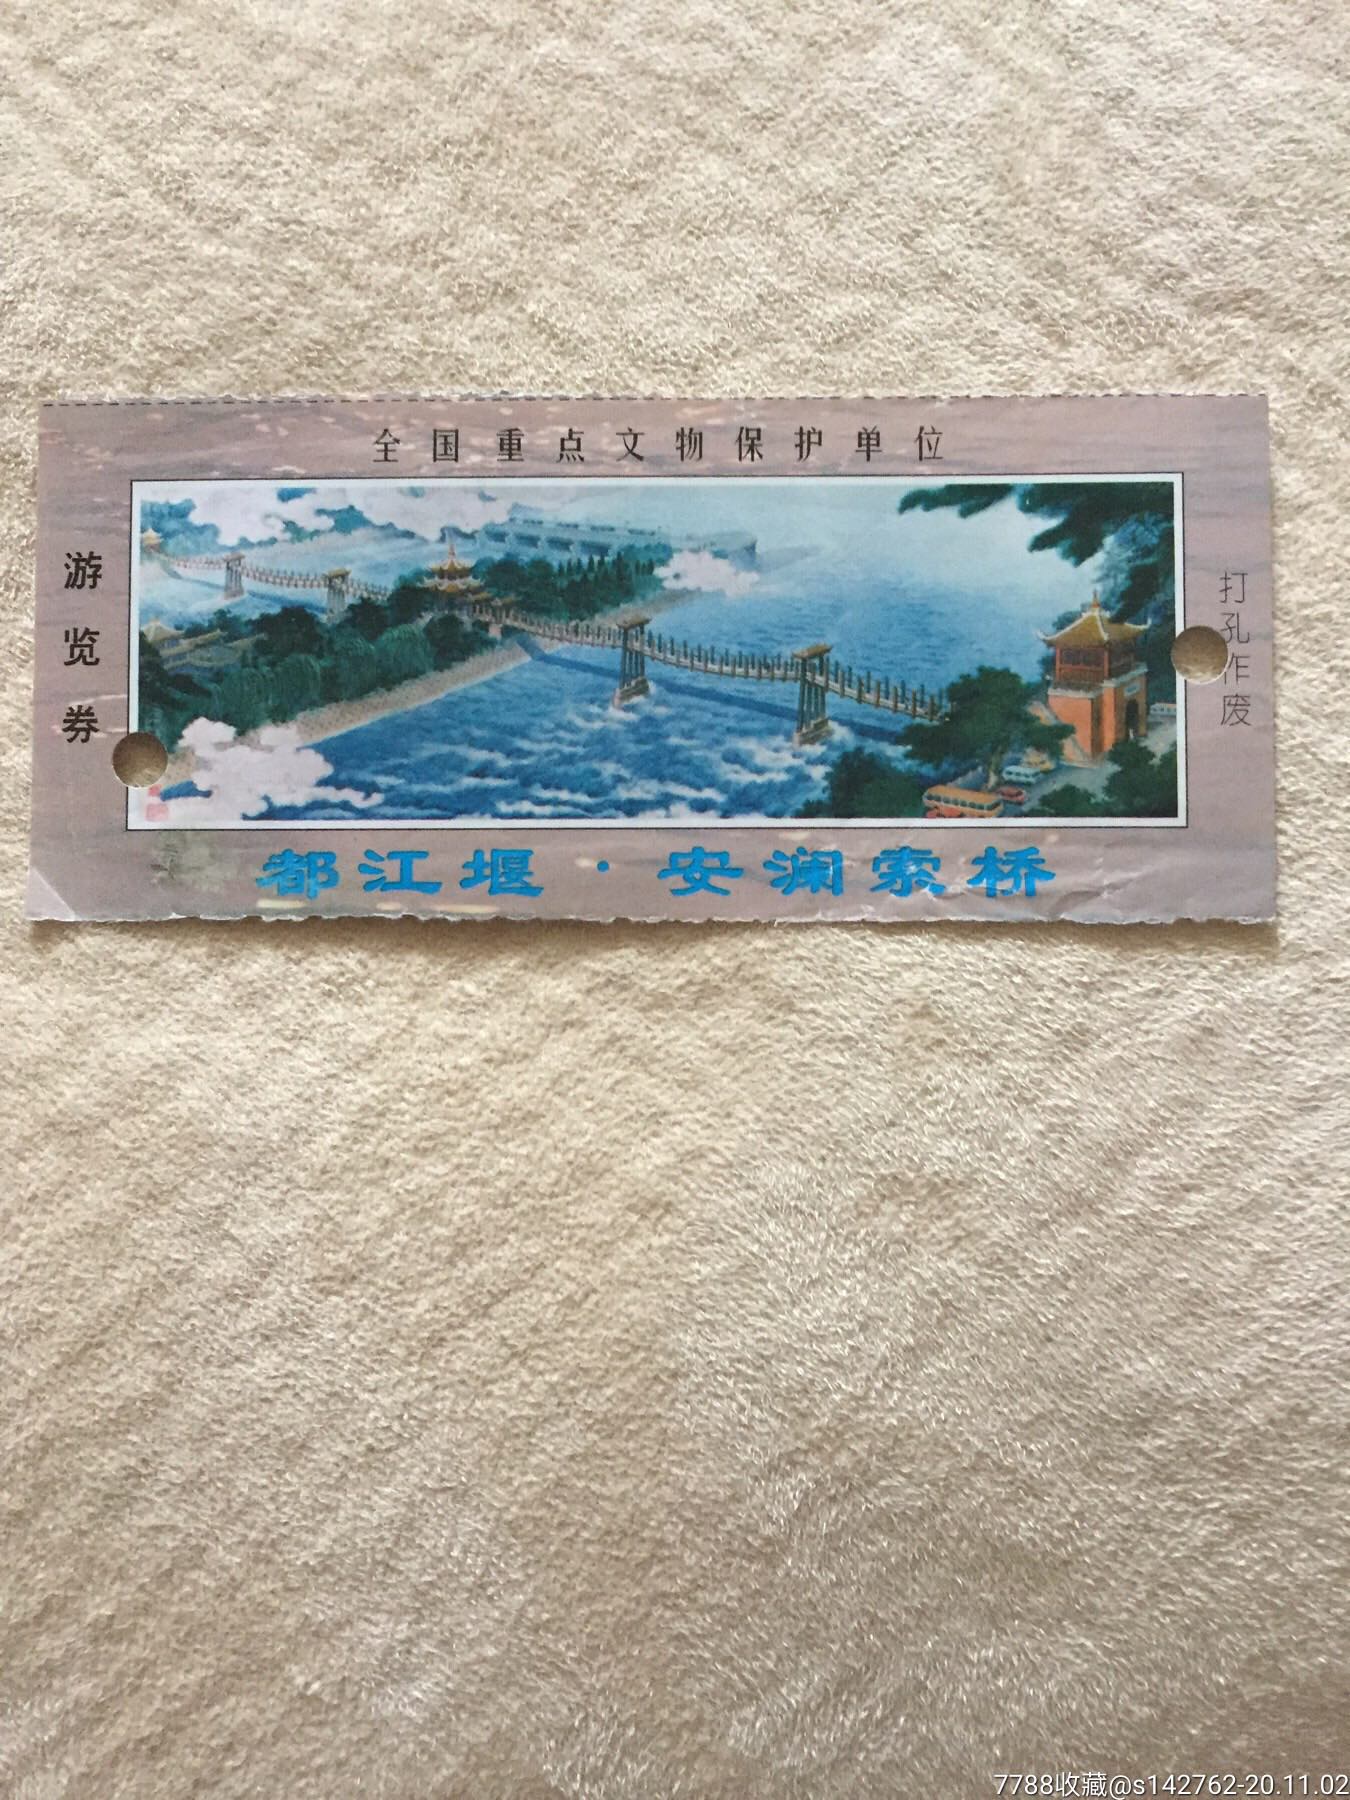 全国重点文物保护单位
游览券
打孔作废
都江堰·安澜索桥
7788收藏@s142762-20.11.02